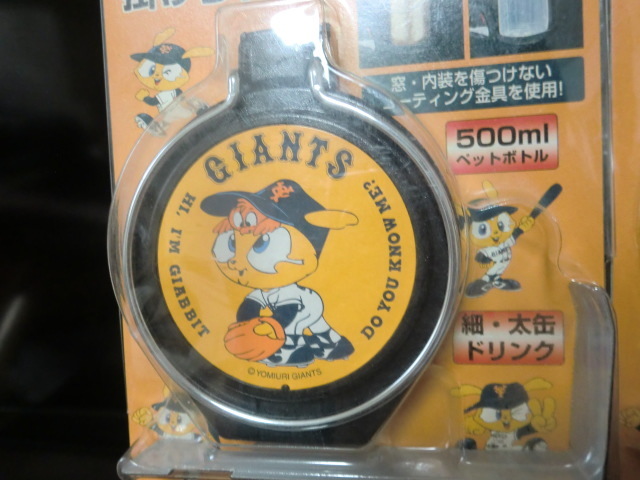 窓・内装を傷つけない
ーティング金具を使用!
GIANTS
HI, I'M GIABBIT
DO YOU KNOW ME?
© YOMIURI GIANTS
500ml
ペットボトル
細・太缶
ドリンク